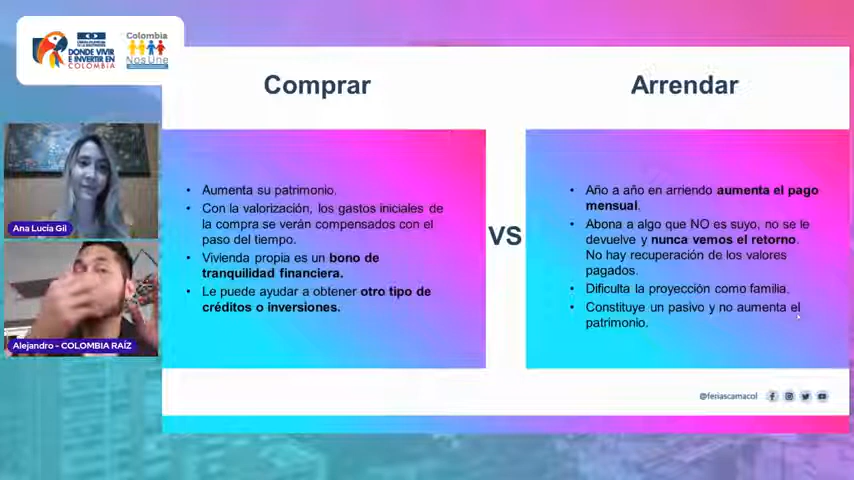 DONDE VIVIR
E INVERTIR EN
COLOMBIA
Colombia
Nos Une
Comprar
Arrendar
Ana Lucía Gil
Alejandro - COLOMBIA RAÍZ
• Aumenta su patrimonio.
• Con la valorización, los gastos iniciales de
la compra se verán compensados con el
paso del tiempo.
• Vivienda propia es un bono de
tranquilidad financiera.
• Le puede ayudar a obtener otro tipo de
créditos o inversiones.
VS
• Año a año en arriendo aumenta el pago
mensual.
• Abona a algo que NO es suyo, no se le
devuelve y nunca vemos el retorno.
No hay recuperación de los valores
pagados.
• Dificulta la proyección como familia.
• Constituye un pasivo y no aumenta el
patrimonio.
@feriascamacol